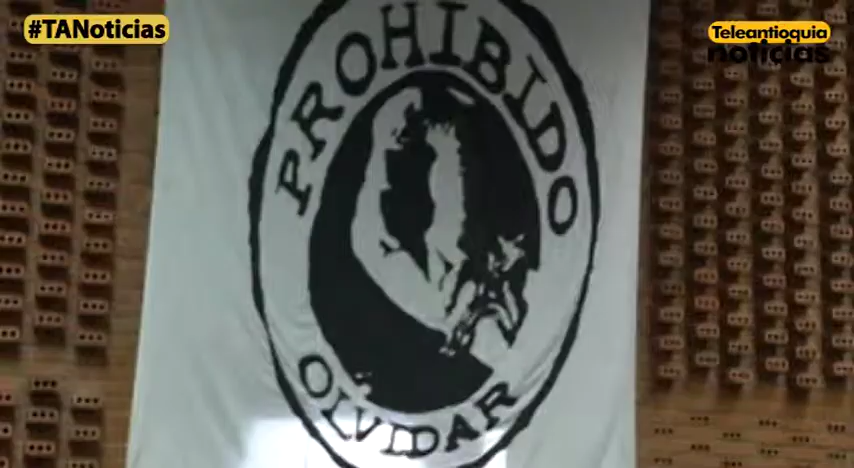 #TANoticias
Teleantioquia
noticias
PROHIBIDO
OLVIDAR